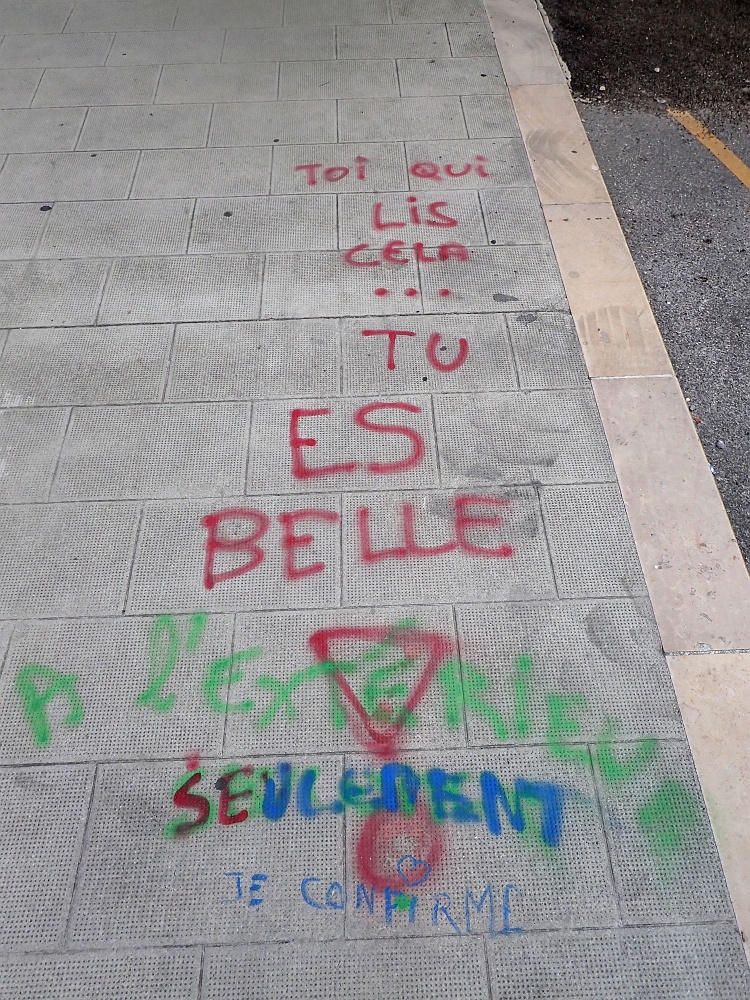 Toi QUi
LiS
CELA
...
TU
ES
BELLE
A l'EXTÉRIEUR
SEULEMENT
JE CONFIRME